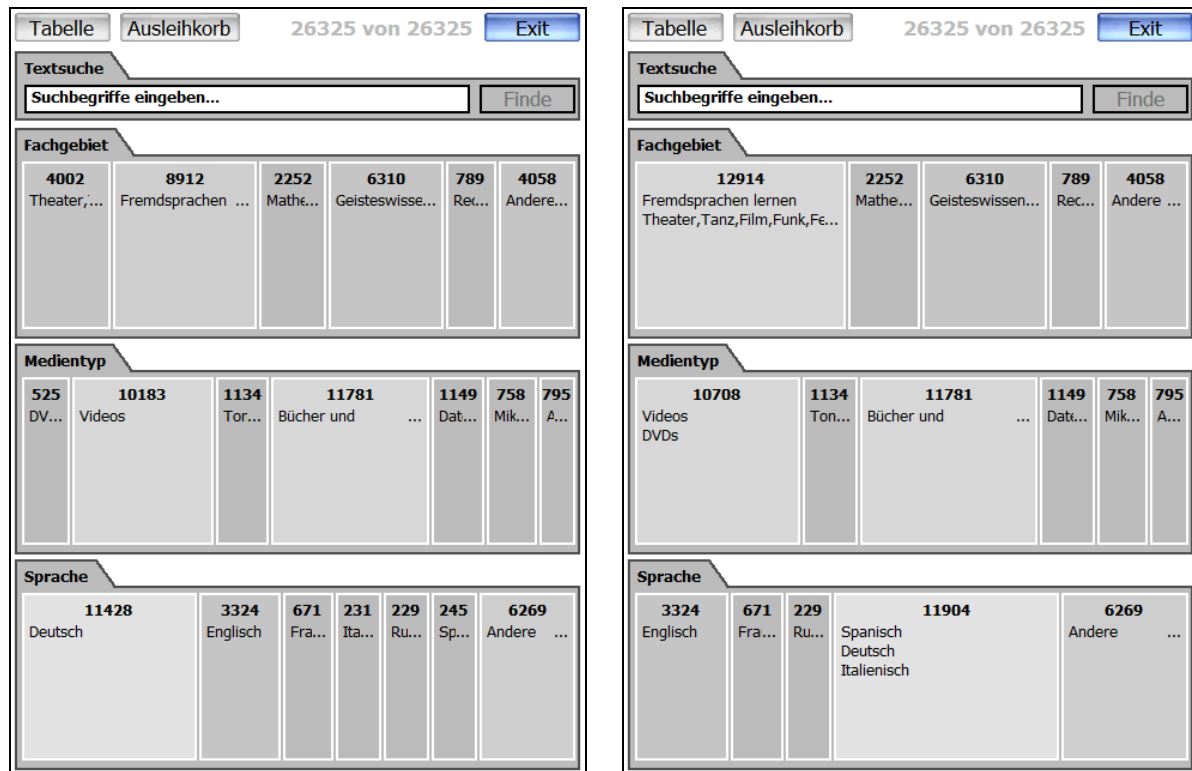 Tabelle Ausleihkorb 26325 von 26325 Exit
Textsuche
Suchbegriffe eingeben... Finde
Fachgebiet
4002 8912 2252 6310 789 4058
Theater,... Fremdsprachen ... Mathe... Geisteswisse... Rec... Andere...
Medientyp
525 10183 1134 11781 1149 758 795
DV... Videos Tor... Bücher und ... Date... Mik... A...
Sprache
11428 3324 671 231 229 245 6269
Deutsch Englisch Fra... Ita... Ru... Sp... Andere ...
Tabelle Ausleihkorb 26325 von 26325 Exit
Textsuche
Suchbegriffe eingeben... Finde
Fachgebiet
12914 2252 6310 789 4058
Fremdsprachen lernen Mathe... Geisteswissen... Rec... Andere ...
Theater,Tanz,Film,Funk,Fe...
Medientyp
10708 1134 11781 1149 758 795
Videos Ton... Bücher und ... Date... Mik... A...
DVDs
Sprache
3324 671 229 11904 6269
Englisch Fra... Ru... Spanisch Andere ...
Deutsch
Italienisch